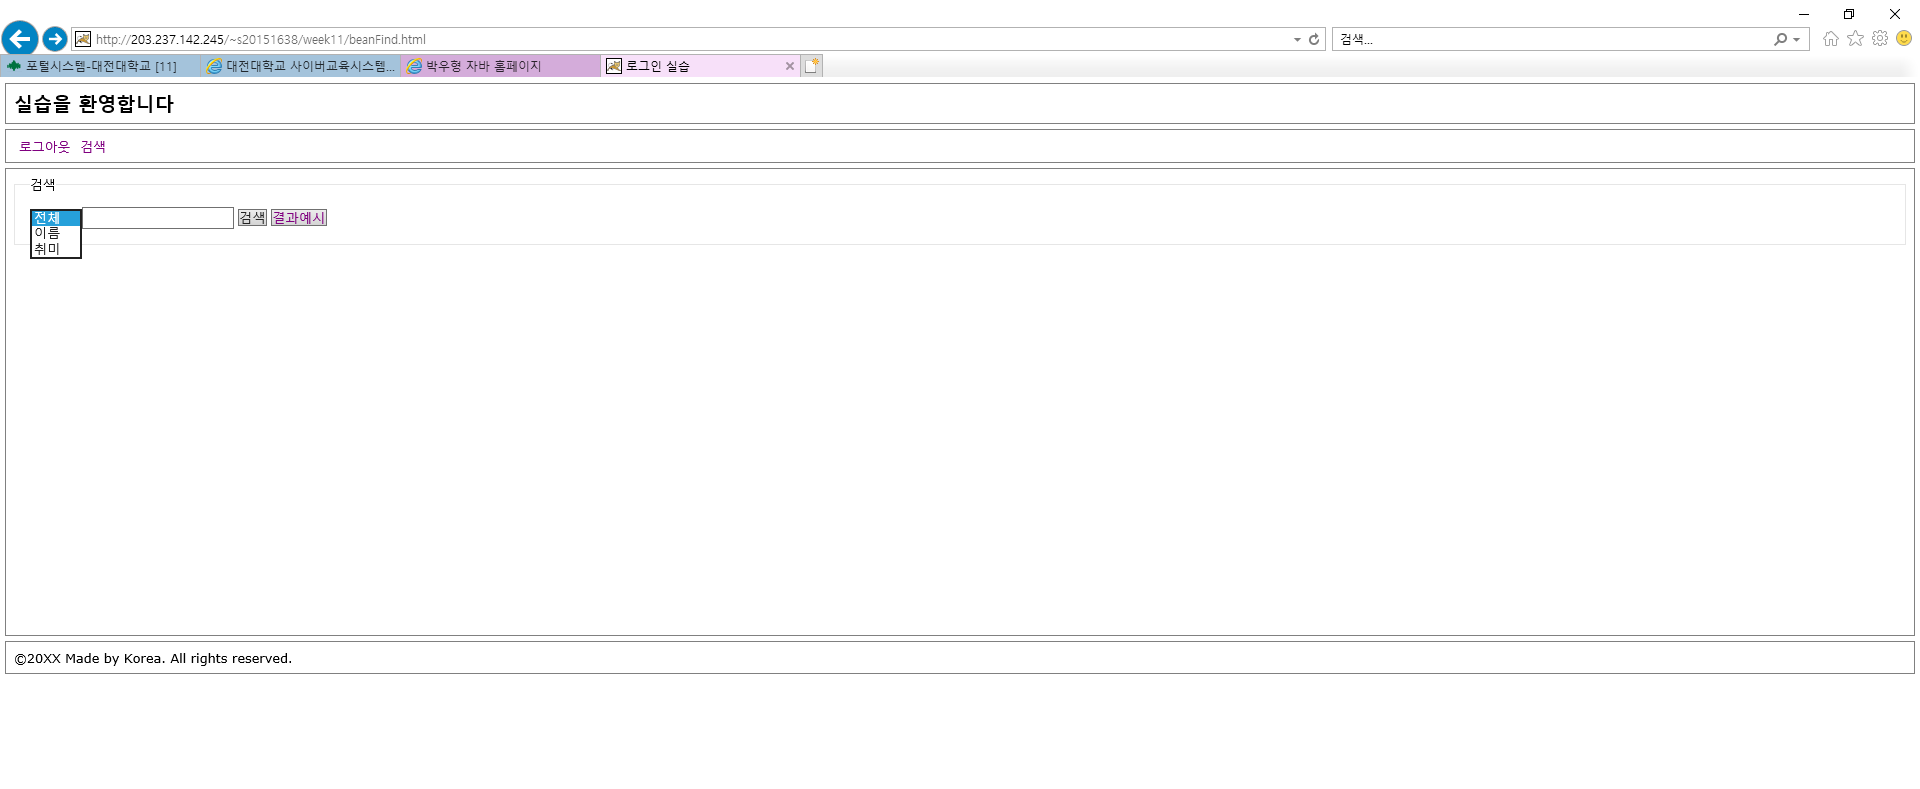 http://203.237.142.245/~s20151638/week11/beanFind.html
검색...
포털시스템-대전대학교 [11]
대전대학교 사이버교육시스템...
박우형 자바 홈페이지
로그인 실습
실습을 환영합니다
로그아웃 검색
검색
전체 검색 결과예시
이름
취미
©20XX Made by Korea. All rights reserved.